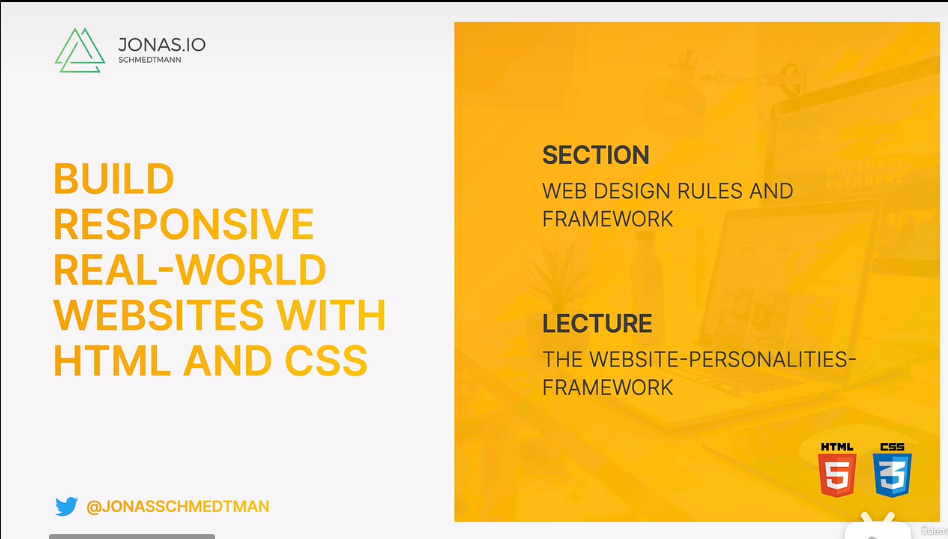 JONAS.IO
SCHMEDTMANN
BUILD
RESPONSIVE
REAL-WORLD
WEBSITES WITH
HTML AND CSS
@JONASSCHMEDTMAN
SECTION
WEB DESIGN RULES AND
FRAMEWORK
LECTURE
THE WEBSITE-PERSONALITIES-
FRAMEWORK
HTML
5
CSS
3